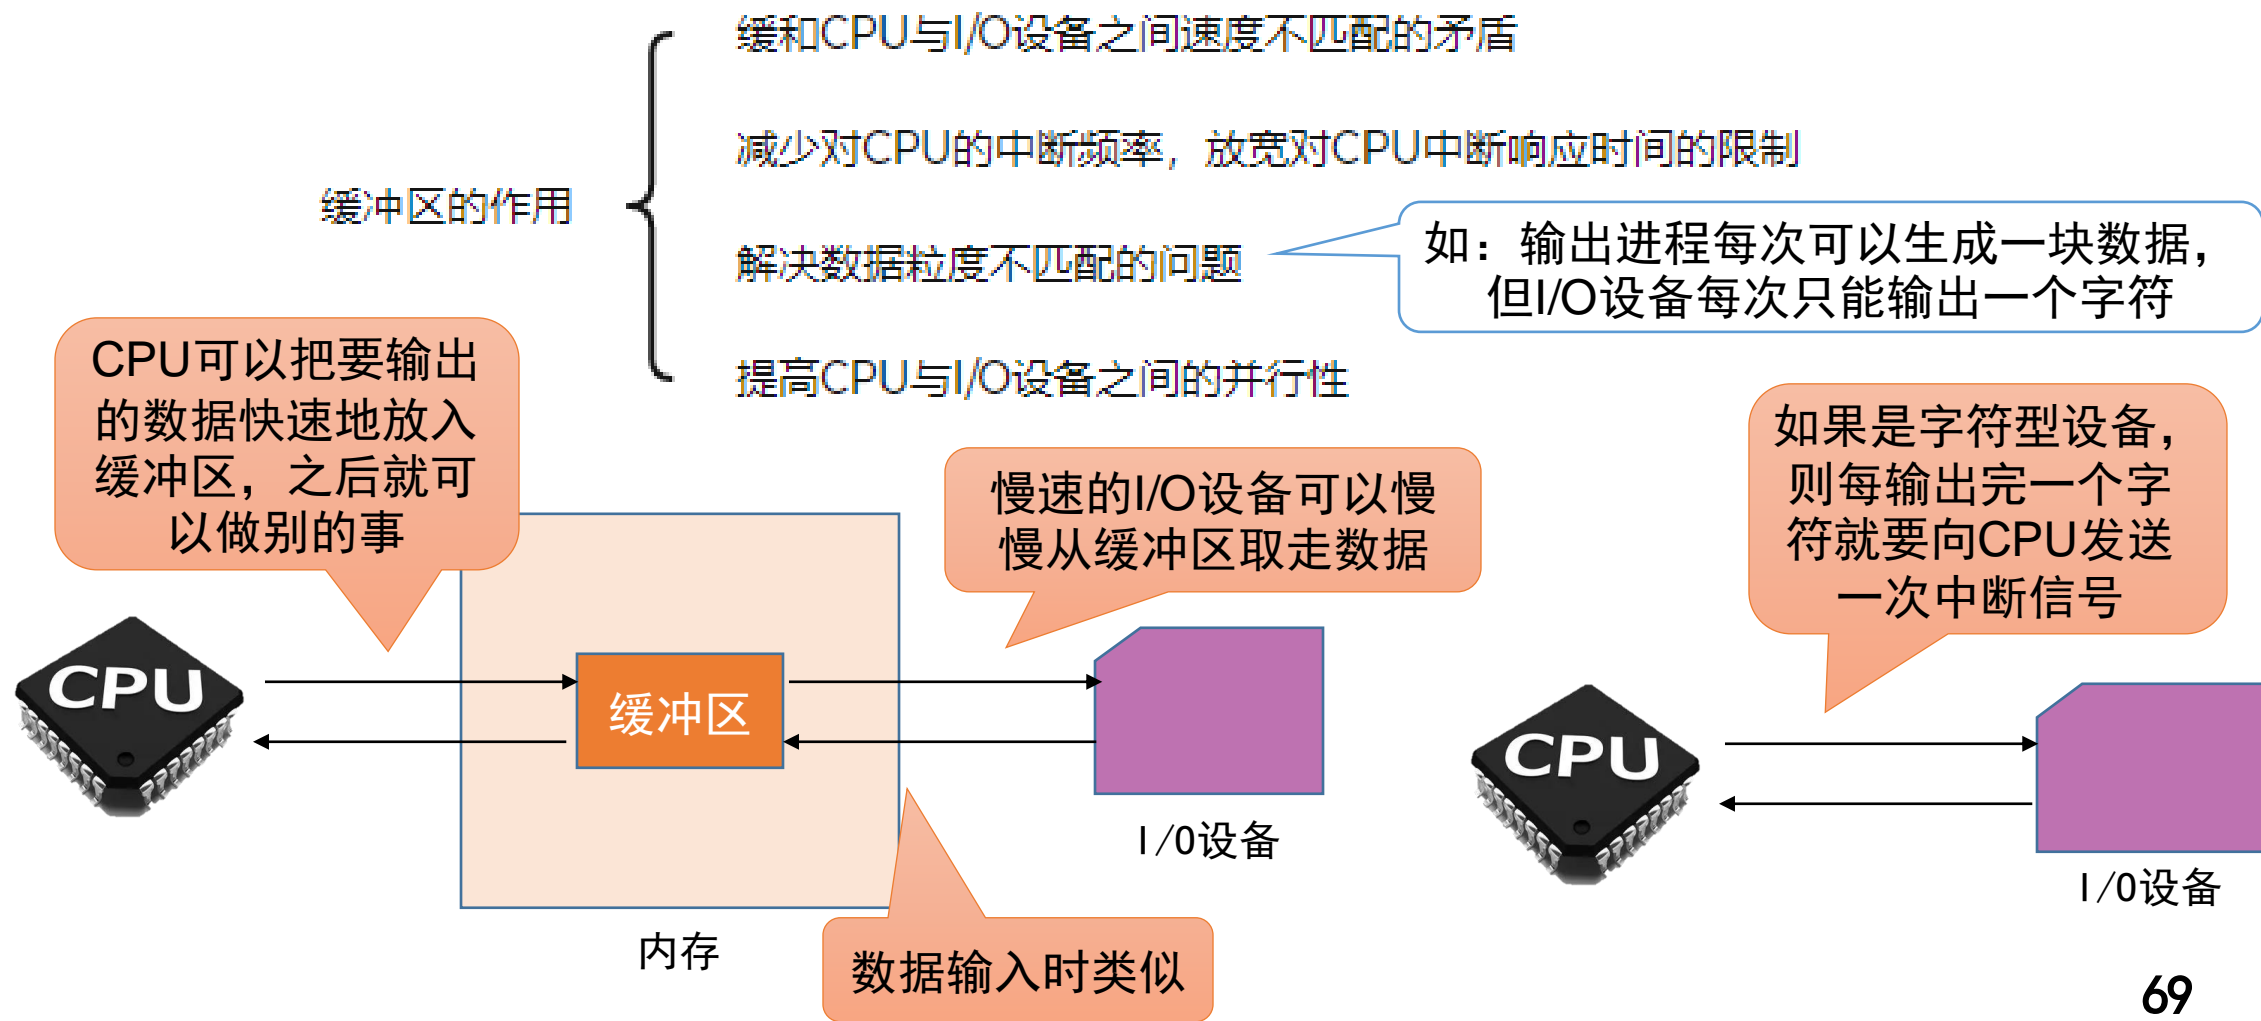 缓和CPU与I/O设备之间速度不匹配的矛盾
减少对CPU的中断频率，放宽对CPU中断响应时间的限制
缓冲区的作用
解决数据粒度不匹配的问题
如：输出进程每次可以生成一块数据，
但I/O设备每次只能输出一个字符
提高CPU与I/O设备之间的并行性
CPU可以把要输出
的数据快速地放入
缓冲区，之后就可
以做别的事
慢速的I/O设备可以慢
慢从缓冲区取走数据
如果是字符型设备，
则每输出完一个字
符就要向CPU发送
一次中断信号
CPU
缓冲区
I/O设备
内存
数据输入时类似
CPU
I/O设备
69